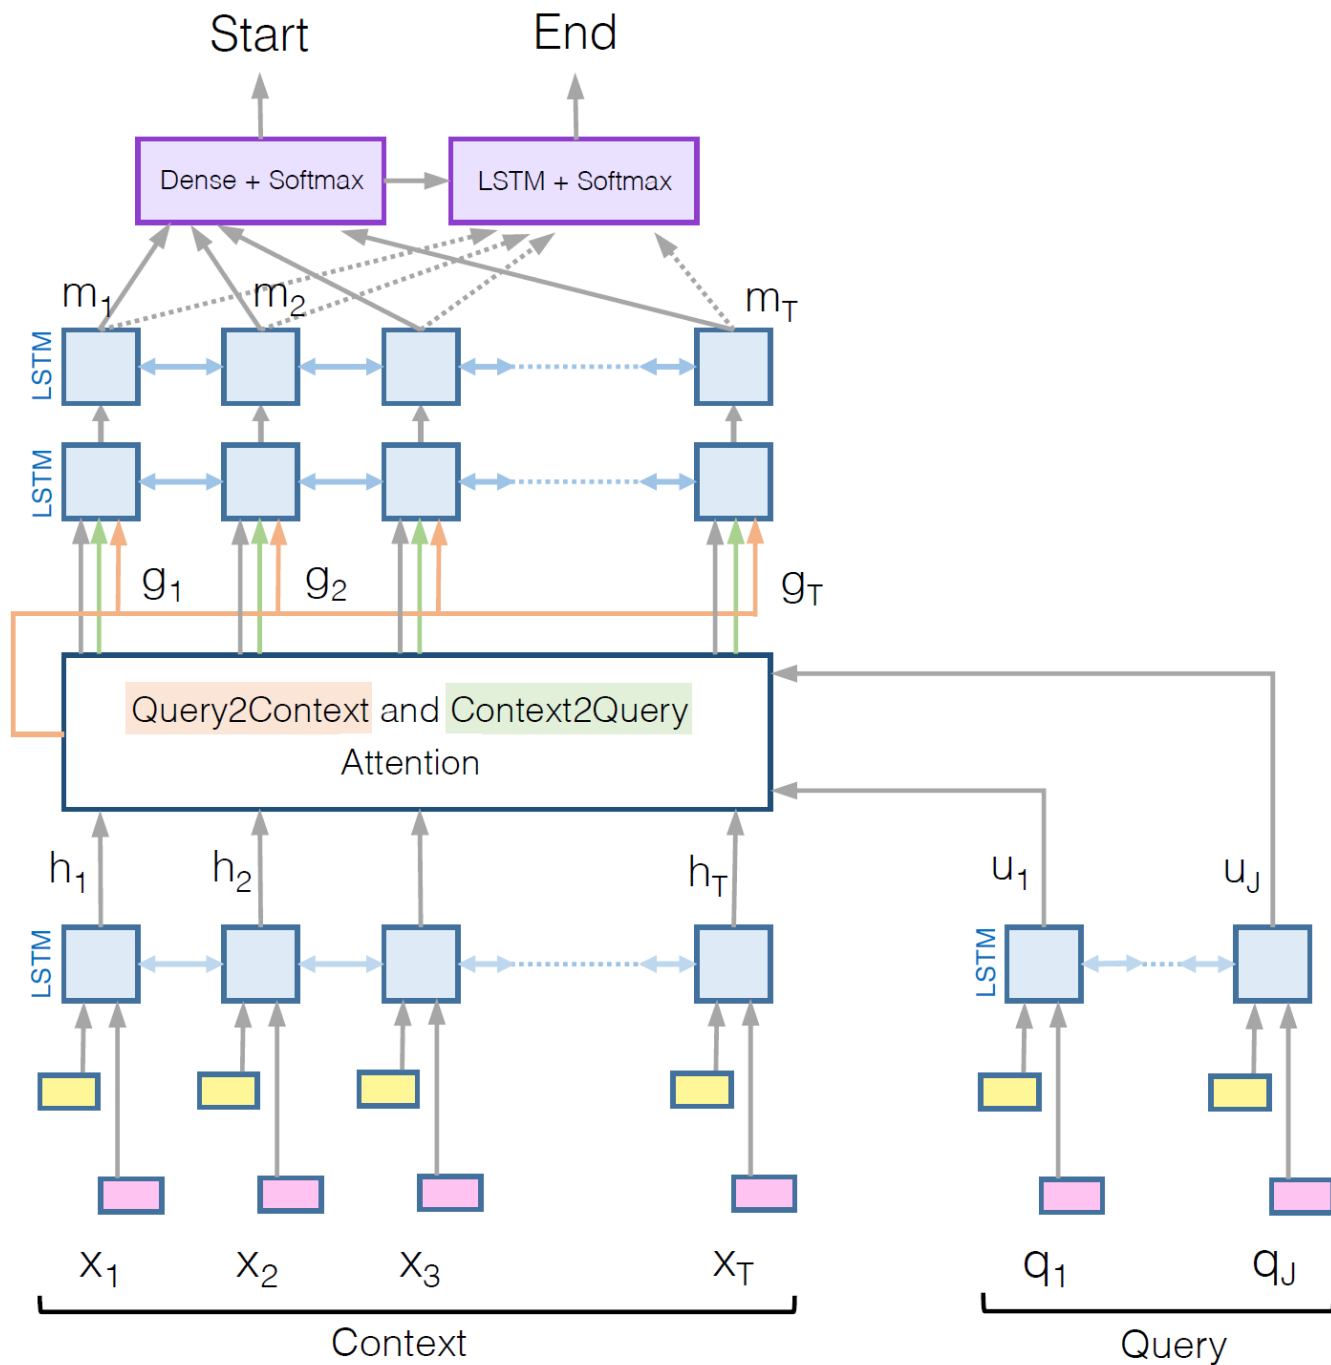 Start End
Dense + Softmax LSTM + Softmax
m1 m2 mT
LSTM
LSTM
g1 g2 gT
Query2Context and Context2Query
Attention
h1 h2 hT u1 uJ
LSTM LSTM
x1 x2 x3 xT q1 qJ
Context Query